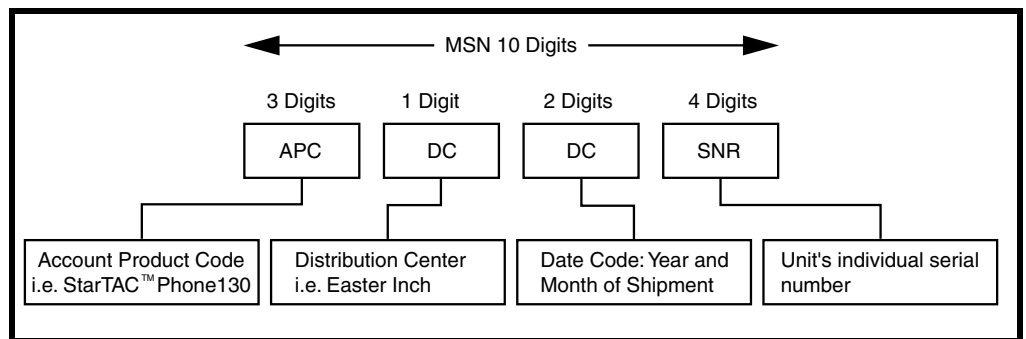 MSN 10 Digits
3 Digits
1 Digit
2 Digits
4 Digits
APC
DC
DC
SNR
Account Product Code
i.e. StarTAC™Phone130
Distribution Center
i.e. Easter Inch
Date Code: Year and
Month of Shipment
Unit's individual serial
number